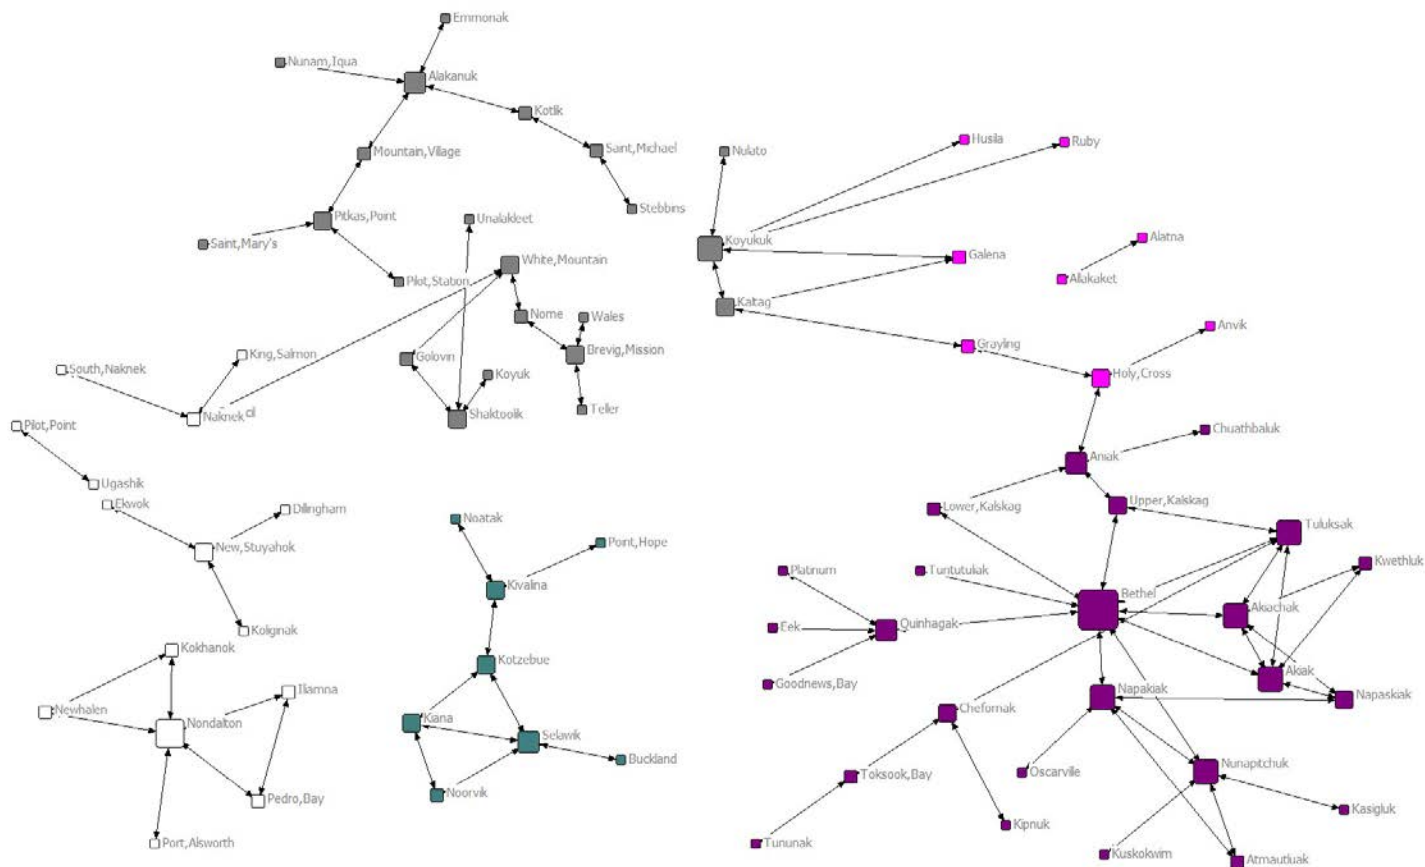 Emmonak
Nunam,Iqua
Alakanuk
Kotlik
Mountain,Village
Saint,Michael
Stebbins
Pitkas,Point
Unalakleet
Saint,Mary's
Pilot,Station
White,Mountain
Nome
Wales
Brevig,Mission
Golovin
Koyuk
Shaktoolik
Teller
King,Salmon
South,Naknek
Naknek
Pilot,Point
Ugashik
Ekwok
Dillingham
New,Stuyahok
Koliganak
Kokhanok
Iliamna
Newhalen
Nondalton
Pedro,Bay
Port,Alsworth
Noatak
Point,Hope
Kivalina
Kotzebue
Kiana
Selawik
Buckland
Noorvik
Nulato
Husila
Ruby
Koyukuk
Galena
Alatna
Allakaket
Kaltag
Anvik
Grayling
Holy,Cross
Chuathbaluk
Aniak
Lower,Kalskag
Upper,Kalskag
Tuluksak
Platinum
Tuntutuliak
Kwethluk
Bethel
Akiachak
Eek
Quinhagak
Akiak
Goodnews,Bay
Napakiak
Napaskiak
Chefornak
Toksook,Bay
Oscarville
Nunapitchuk
Kasigluk
Kipnuk
Tununak
Kuskokwim
Atmautluak